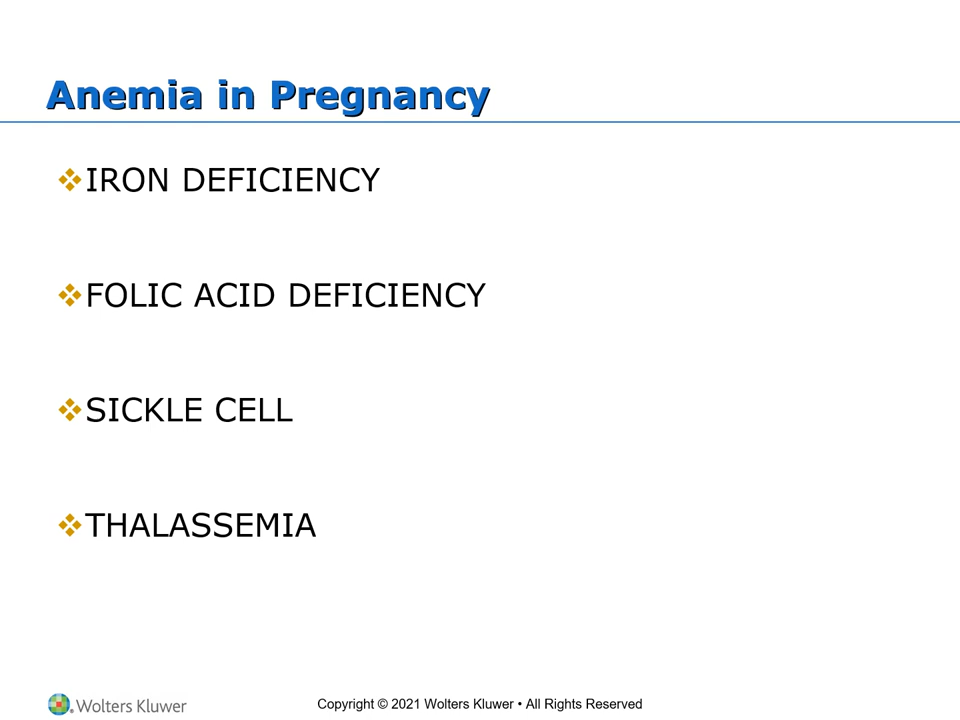 Anemia in Pregnancy
❖IRON DEFICIENCY
❖FOLIC ACID DEFICIENCY
❖SICKLE CELL
❖THALASSEMIA
Wolters Kluwer
Copyright © 2021 Wolters Kluwer • All Rights Reserved